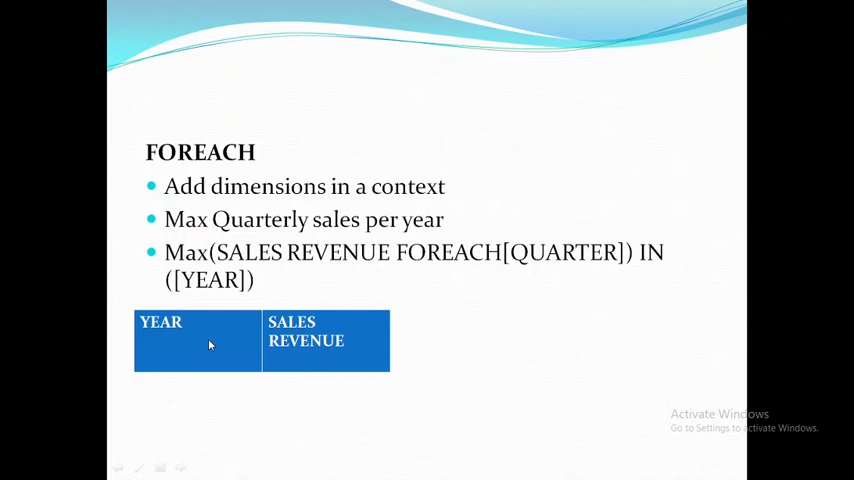 FOREACH
Add dimensions in a context
Max Quarterly sales per year
Max(SALES REVENUE FOREACH[QUARTER]) IN
([YEAR])
YEAR
SALES
REVENUE
Activate Windows
Go to Settings to activate Windows.